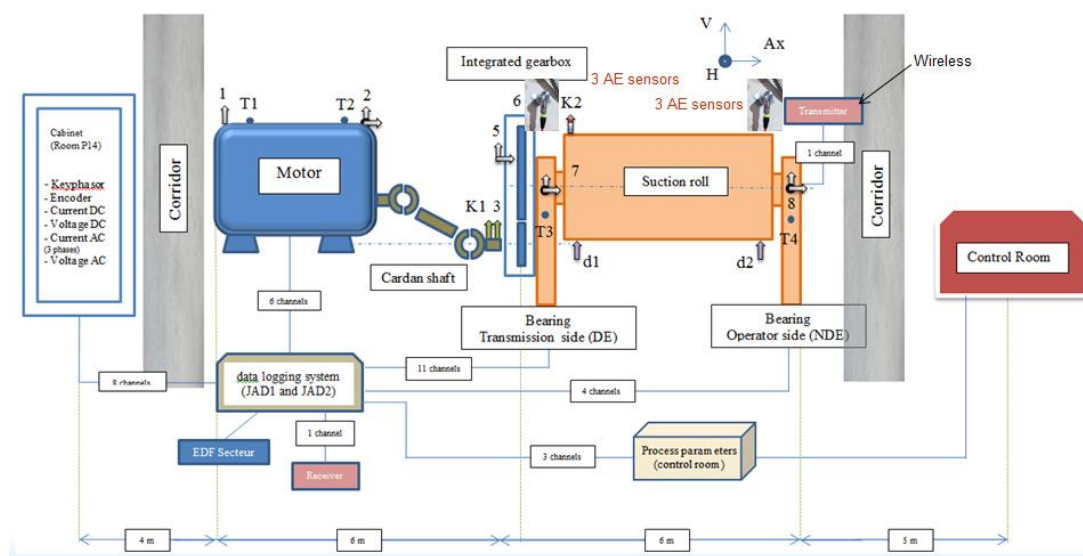 V
Ax
H
Wireless
Integrated gearbox
3 AE sensors
3 AE sensors
6
K2
Transmitter
1
T1
T2
2
Cabinet
(Room P14)
- Keyphasor
- Encoder
- Current DC
- Voltage DC
- Current AC
(3 phases)
- Voltage AC
Corridor
Motor
5
7
Suction roll
1 channel
8
Corridor
K1 3
T3
T4
Cardan shaft
d1
d2
Control Room
6 channels
Bearing
Transmission side (DE)
Bearing
Operator side (NDE)
8 channels
data logging system
(JAD1 and JAD2)
11 channels
4 channels
EDF Secteur
1 channel
Receiver
3 channels
Process parameters
(control room)
4 m
6 m
6 m
5 m